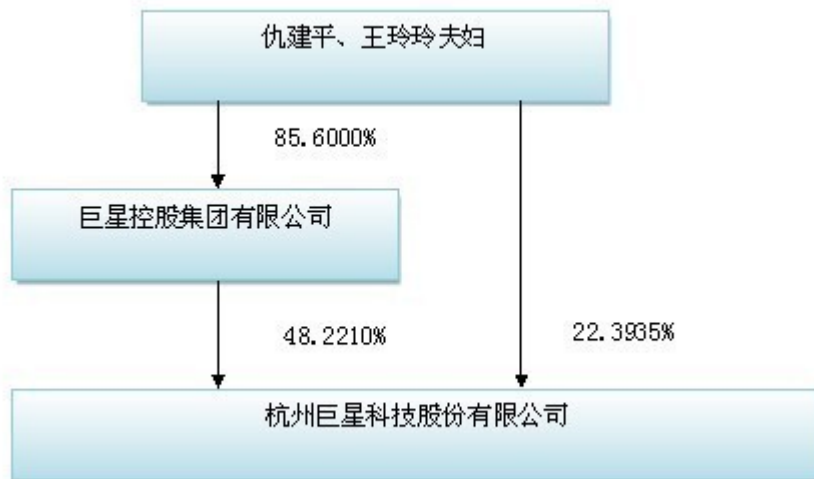 仇建平、王玲玲夫妇
85.6000%
巨星控股集团有限公司
48.2210%
22.3935%
杭州巨星科技股份有限公司